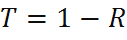 T = 1 − R